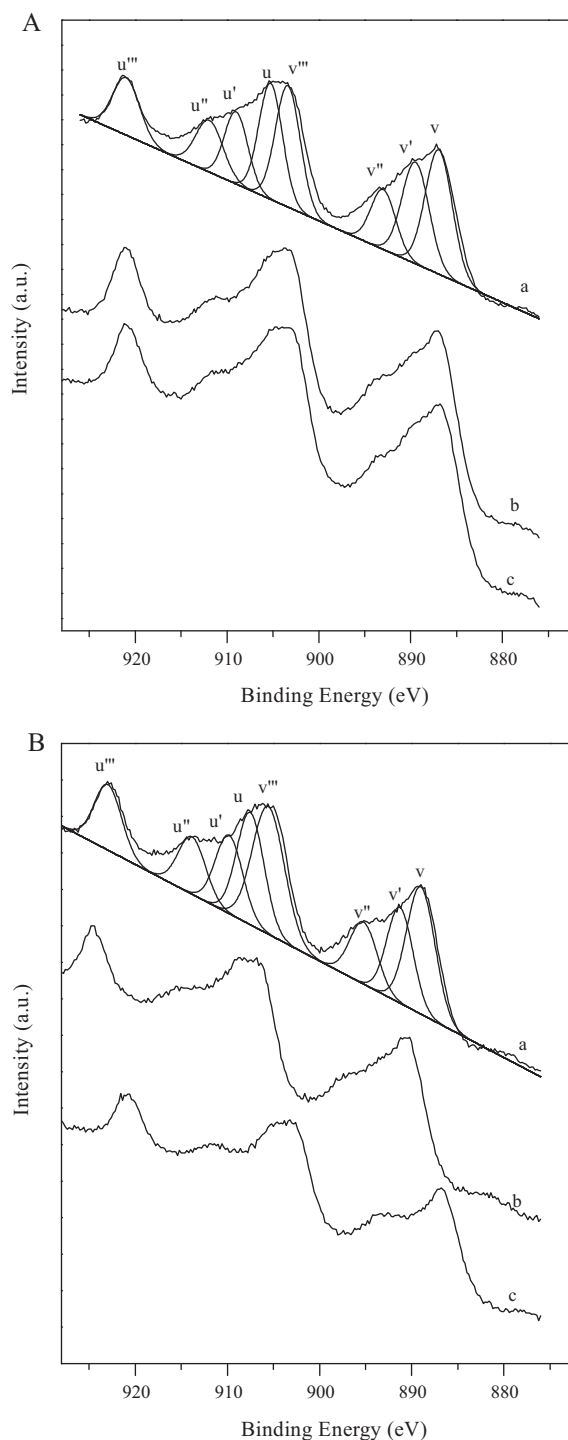 A
u'''
u''
u'
u
v'''
v''
v'
v
a
b
c
Intensity (a.u.)
920
910
900
890
880
Binding Energy (eV)
B
u'''
u''
u'
u
v'''
v''
v'
v
a
b
c
Intensity (a.u.)
920
910
900
890
880
Binding Energy (eV)